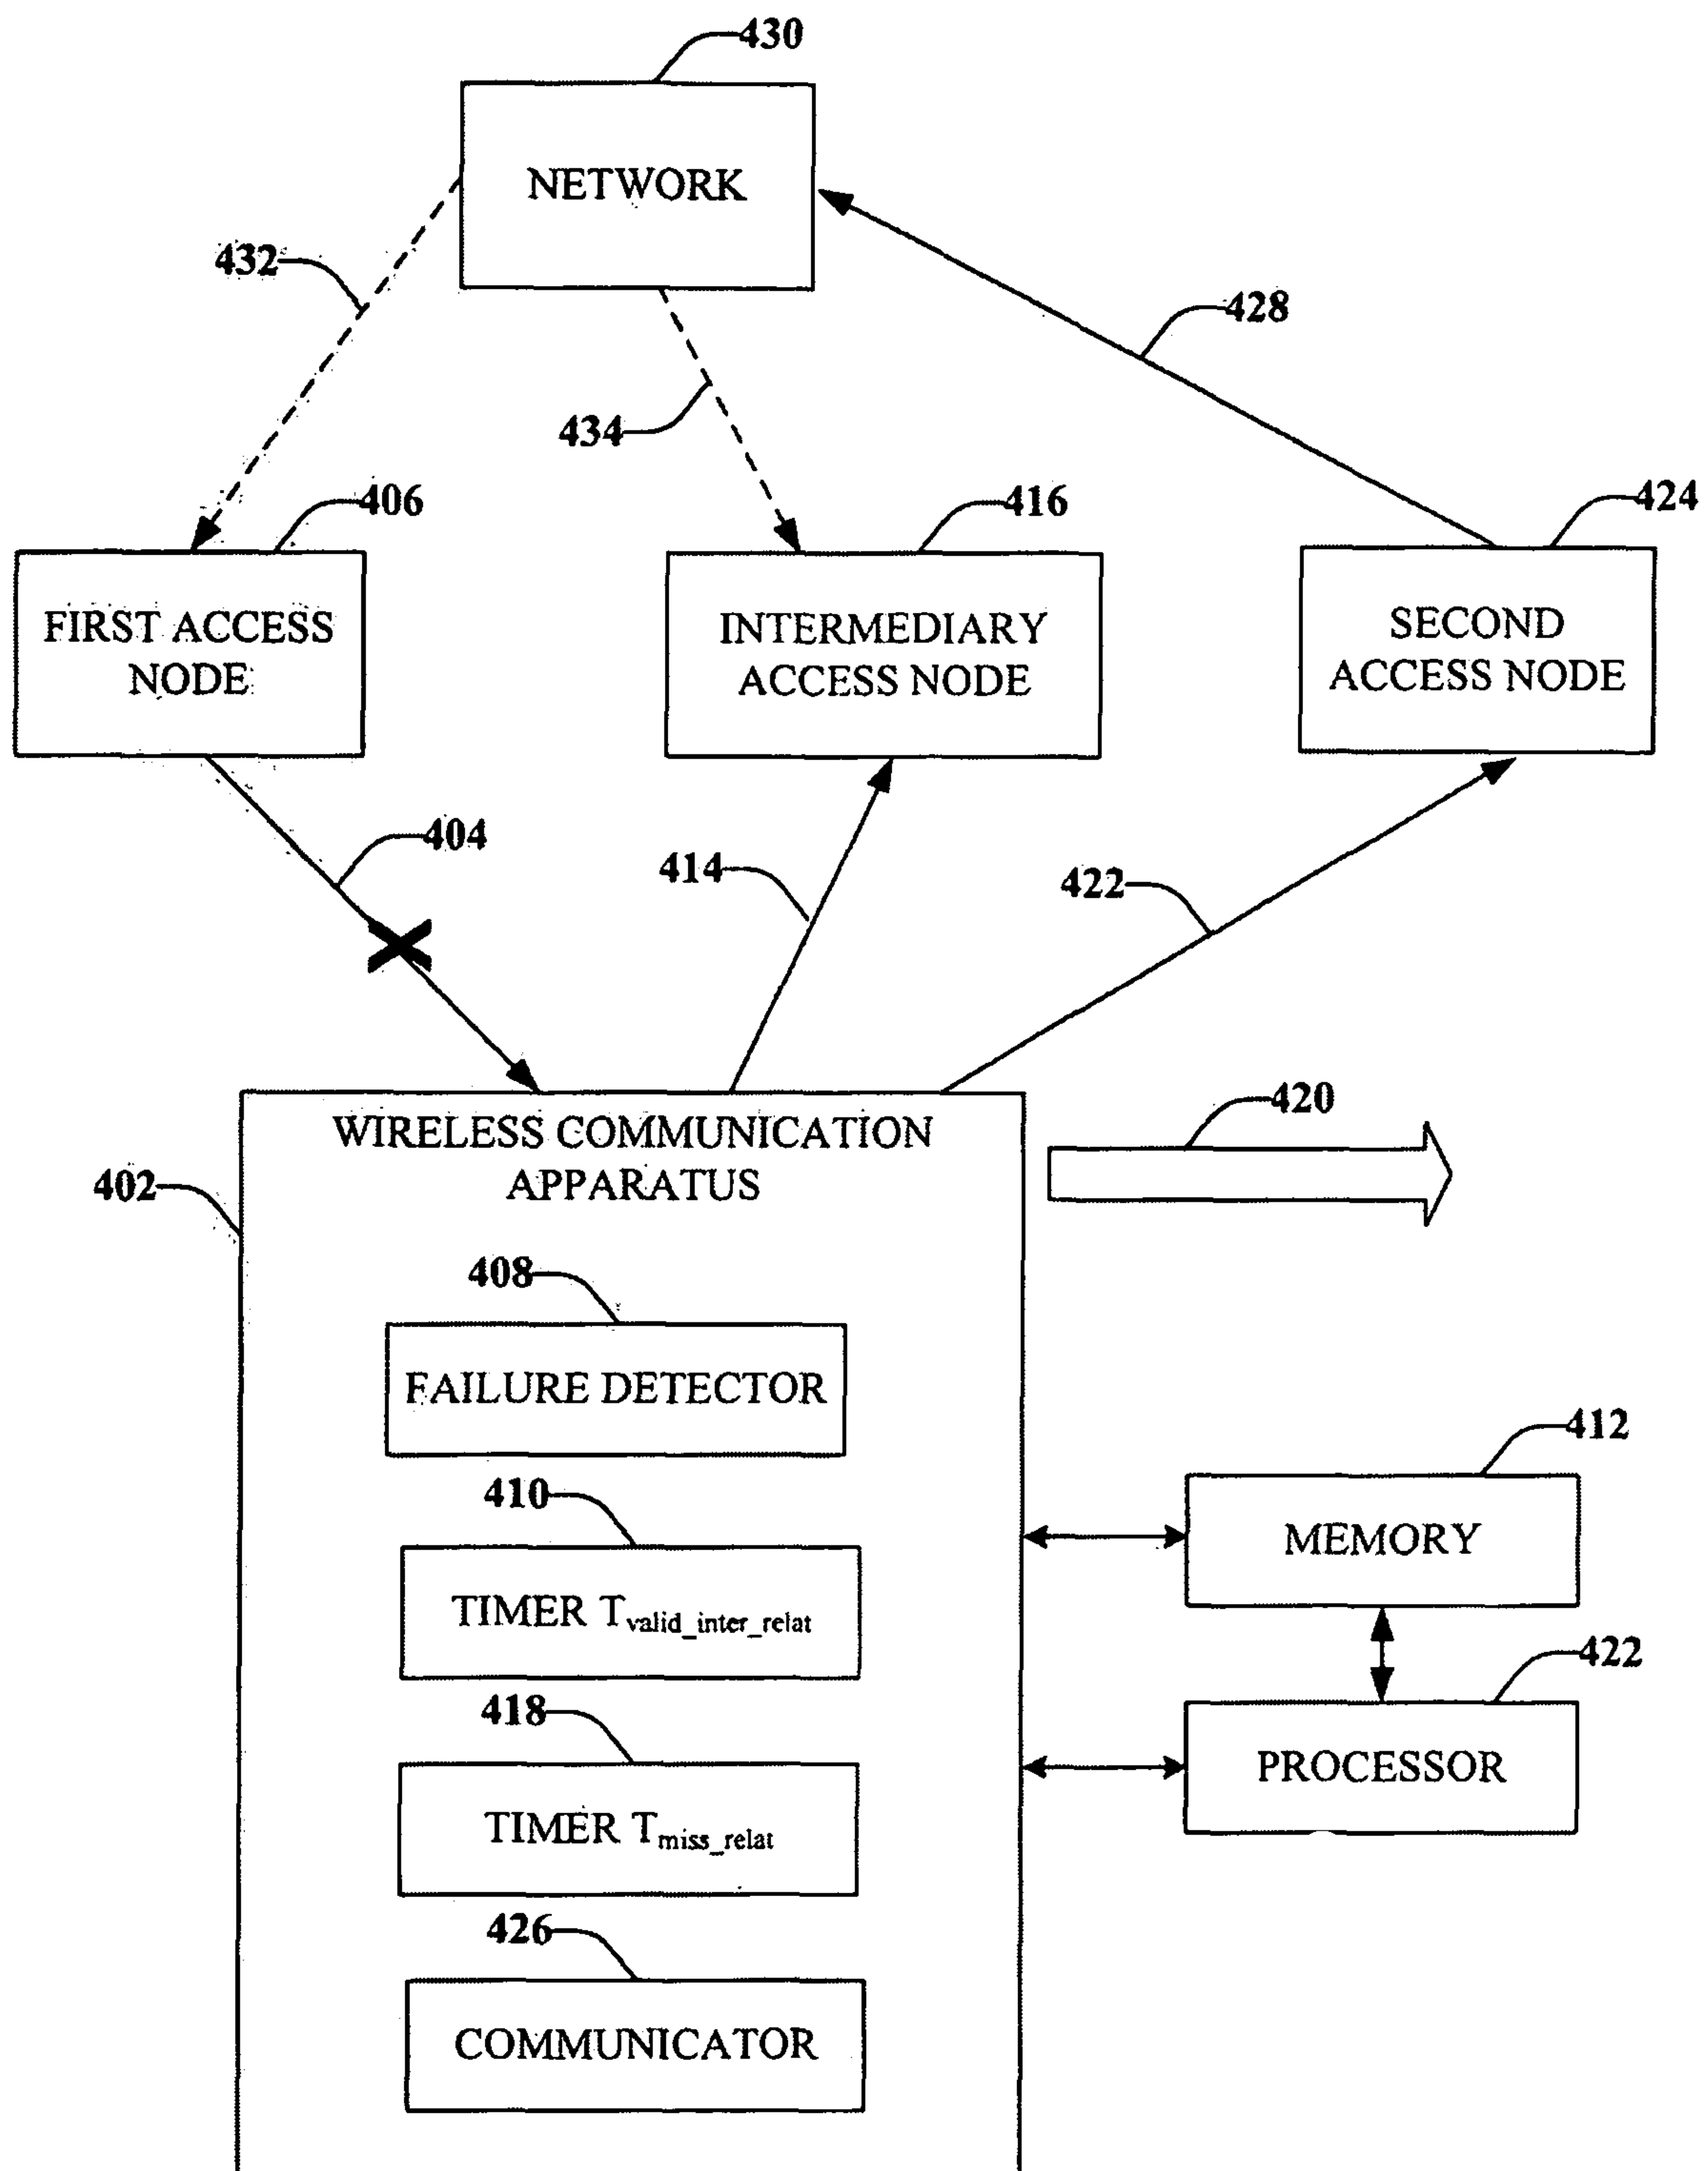 430
NETWORK
432
428
434
406
416
424
FIRST ACCESS
NODE
INTERMEDIARY
ACCESS NODE
SECOND
ACCESS NODE
404
414
422
420
WIRELESS COMMUNICATION
APPARATUS
402
408
FAILURE DETECTOR
412
MEMORY
410
TIMER Tvalid_inter_relat
422
PROCESSOR
418
TIMER Tmiss_relat
426
COMMUNICATOR